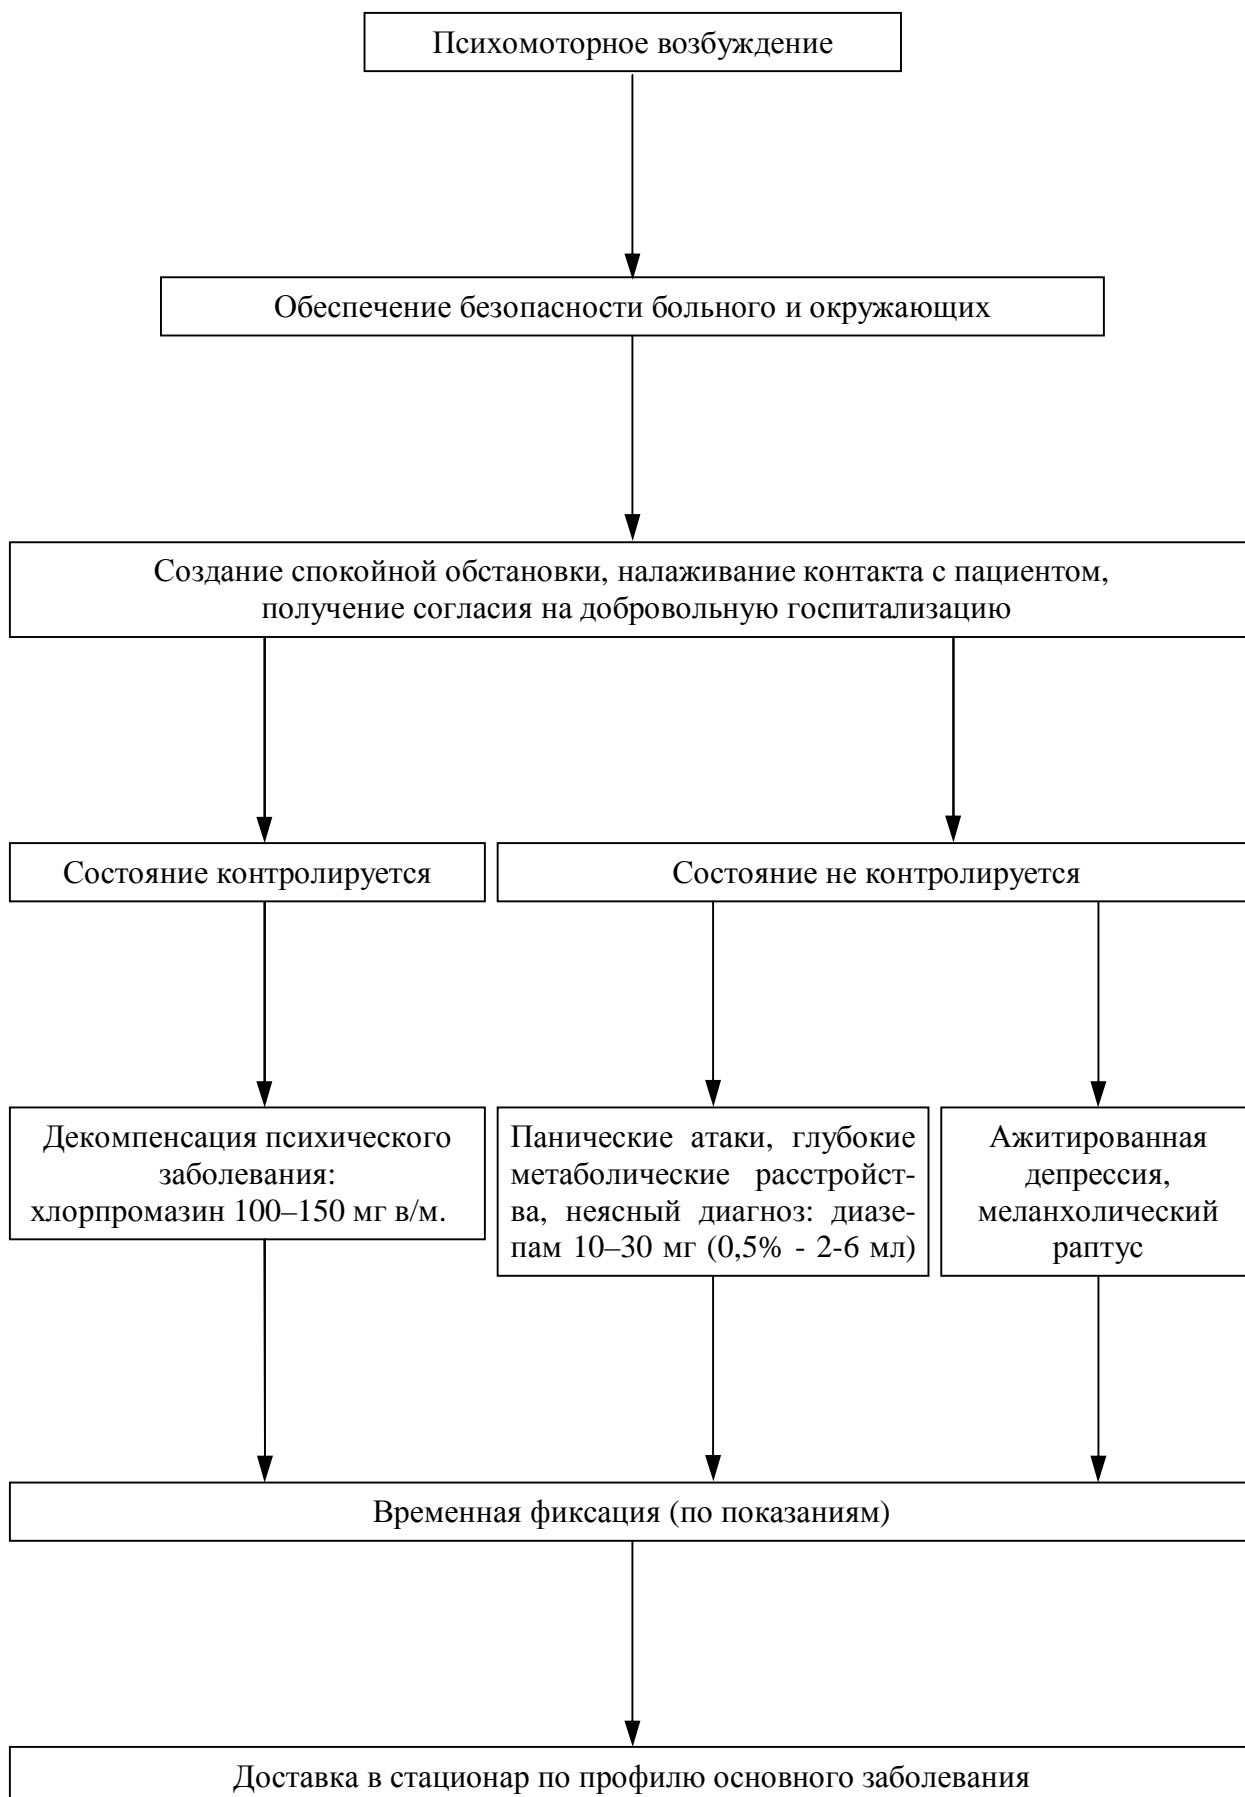 Психомоторное возбуждение
Обеспечение безопасности больного и окружающих
Создание спокойной обстановки, налаживание контакта с пациентом,
получение согласия на добровольную госпитализацию
Состояние контролируется
Состояние не контролируется
Декомпенсация психического
заболевания:
хлорпромазин 100–150 мг в/м.
Панические атаки, глубокие
метаболические расстройст-
ва, неясный диагноз: диазе-
пам 10–30 мг (0,5% - 2-6 мл)
Ажитированная
депрессия,
меланхолический
раптус
Временная фиксация (по показаниям)
Доставка в стационар по профилю основного заболевания